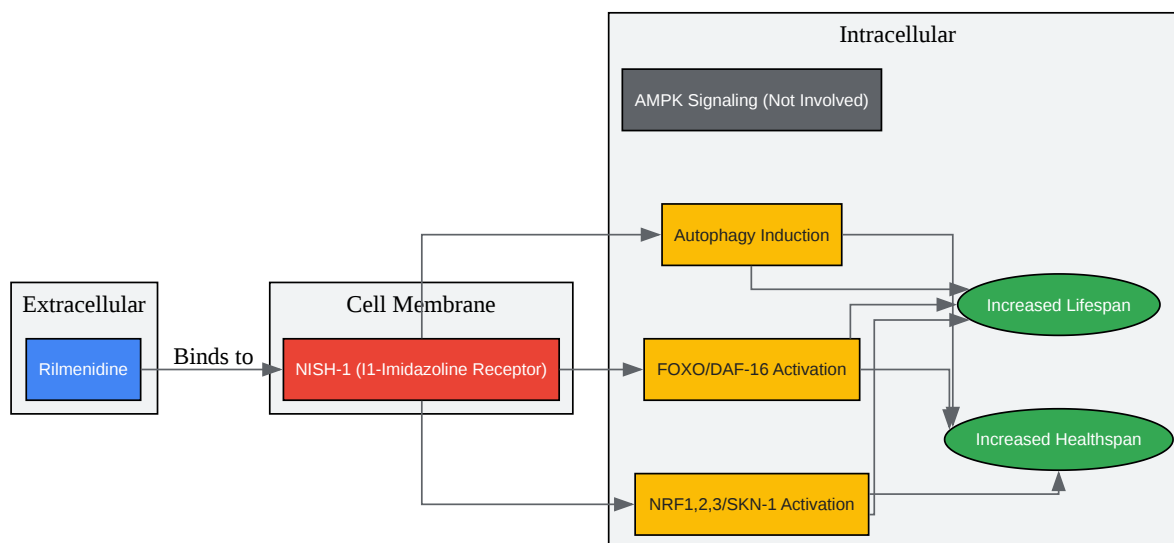 Intracellular
AMPK Signaling (Not Involved)
Autophagy Induction
Extracellular
Cell Membrane
Increased Lifespan
Rilmenidine
Binds to
NISH-1 (I1-Imidazoline Receptor)
FOXO/DAF-16 Activation
Increased Healthspan
NRF1,2,3/SKN-1 Activation